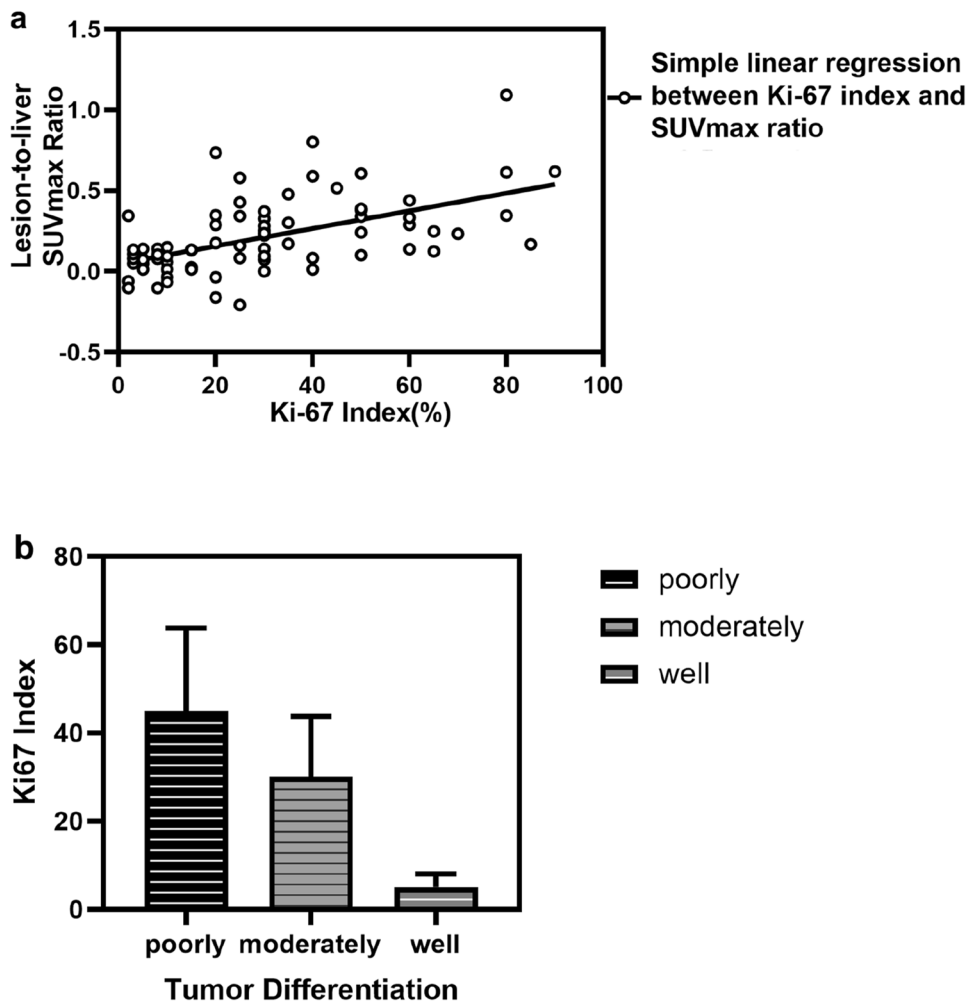 a
1.5
1.0
0.5
0.0
-0.5
Lesion-to-liver
SUVmax Ratio
0 20 40 60 80 100
Ki-67 Index(%)
Simple linear regression
between Ki-67 index and
SUVmax ratio
b
80
60
40
20
0
Ki67 Index
poorly moderately well
Tumor Differentiation
poorly
moderately
well